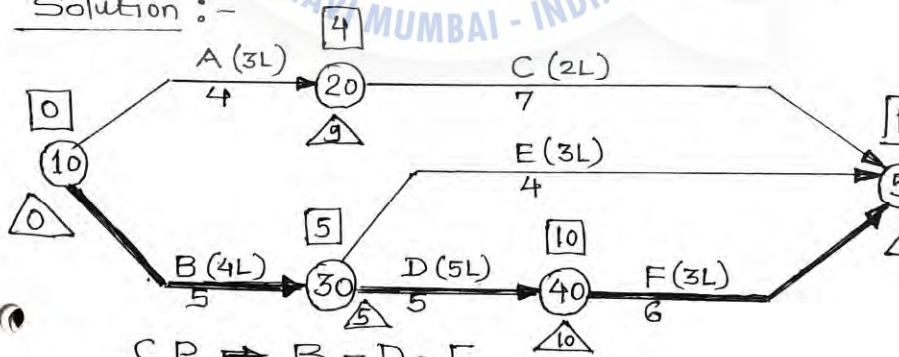 Solution :-
MUMBAI - INDI
4
A (3L)
4
20
9
C (2L)
7
0
10
0
E (3L)
4
5
B (4L)
5
30
5
D (5L)
5
10
40
10
F (3L)
6
C P ➡ B - D - F